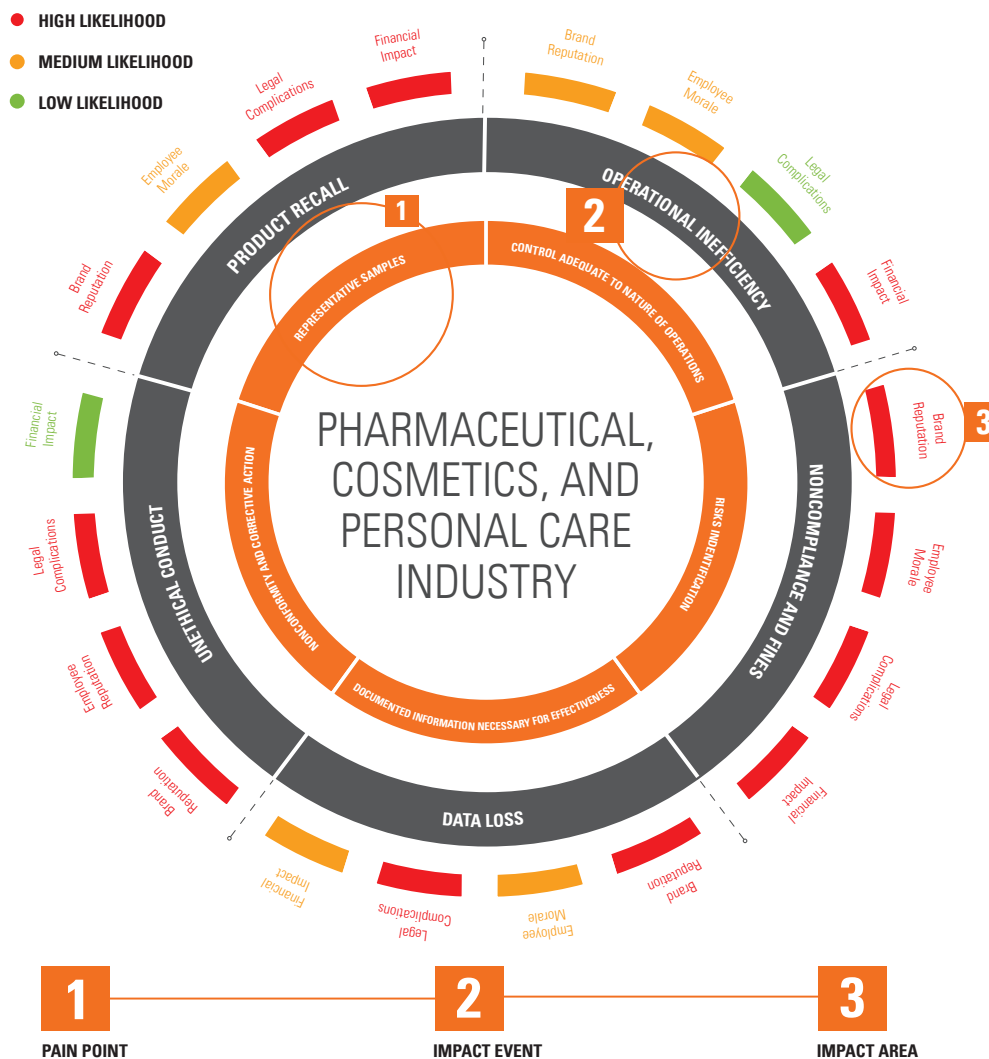 HIGH LIKELIHOOD
MEDIUM LIKELIHOOD
LOW LIKELIHOOD
Financial
Impact
Legal
Complications
Employee
Morale
Brand
Reputation
PRODUCT RECALL
1
REPRESENTATIVE SAMPLES
Brand
Reputation
Employee
Morale
Legal
Complications
Financial
Impact
2
OPERATIONAL INEFFICIENCY
CONTROL ADEQUATE TO NATURE OF OPERATIONS
Brand
Reputation
3
Employee
Morale
Legal
Complications
Financial
Impact
NONCOMPLIANCE AND FINES
RISKS INDENTIFICATION
Brand
Reputation
Employee
Morale
Legal
Complications
Financial
Impact
DATA LOSS
DOCUMENTED INFORMATION NECESSARY FOR EFFECTIVENESS
Brand
Reputation
Employee
Reputation
Legal
Complications
Financial
Impact
UNETHICAL CONDUCT
NONCONFORMITY AND CORRECTIVE ACTION
PHARMACEUTICAL,
COSMETICS, AND
PERSONAL CARE
INDUSTRY
1
2
3
PAIN POINT
IMPACT EVENT
IMPACT AREA